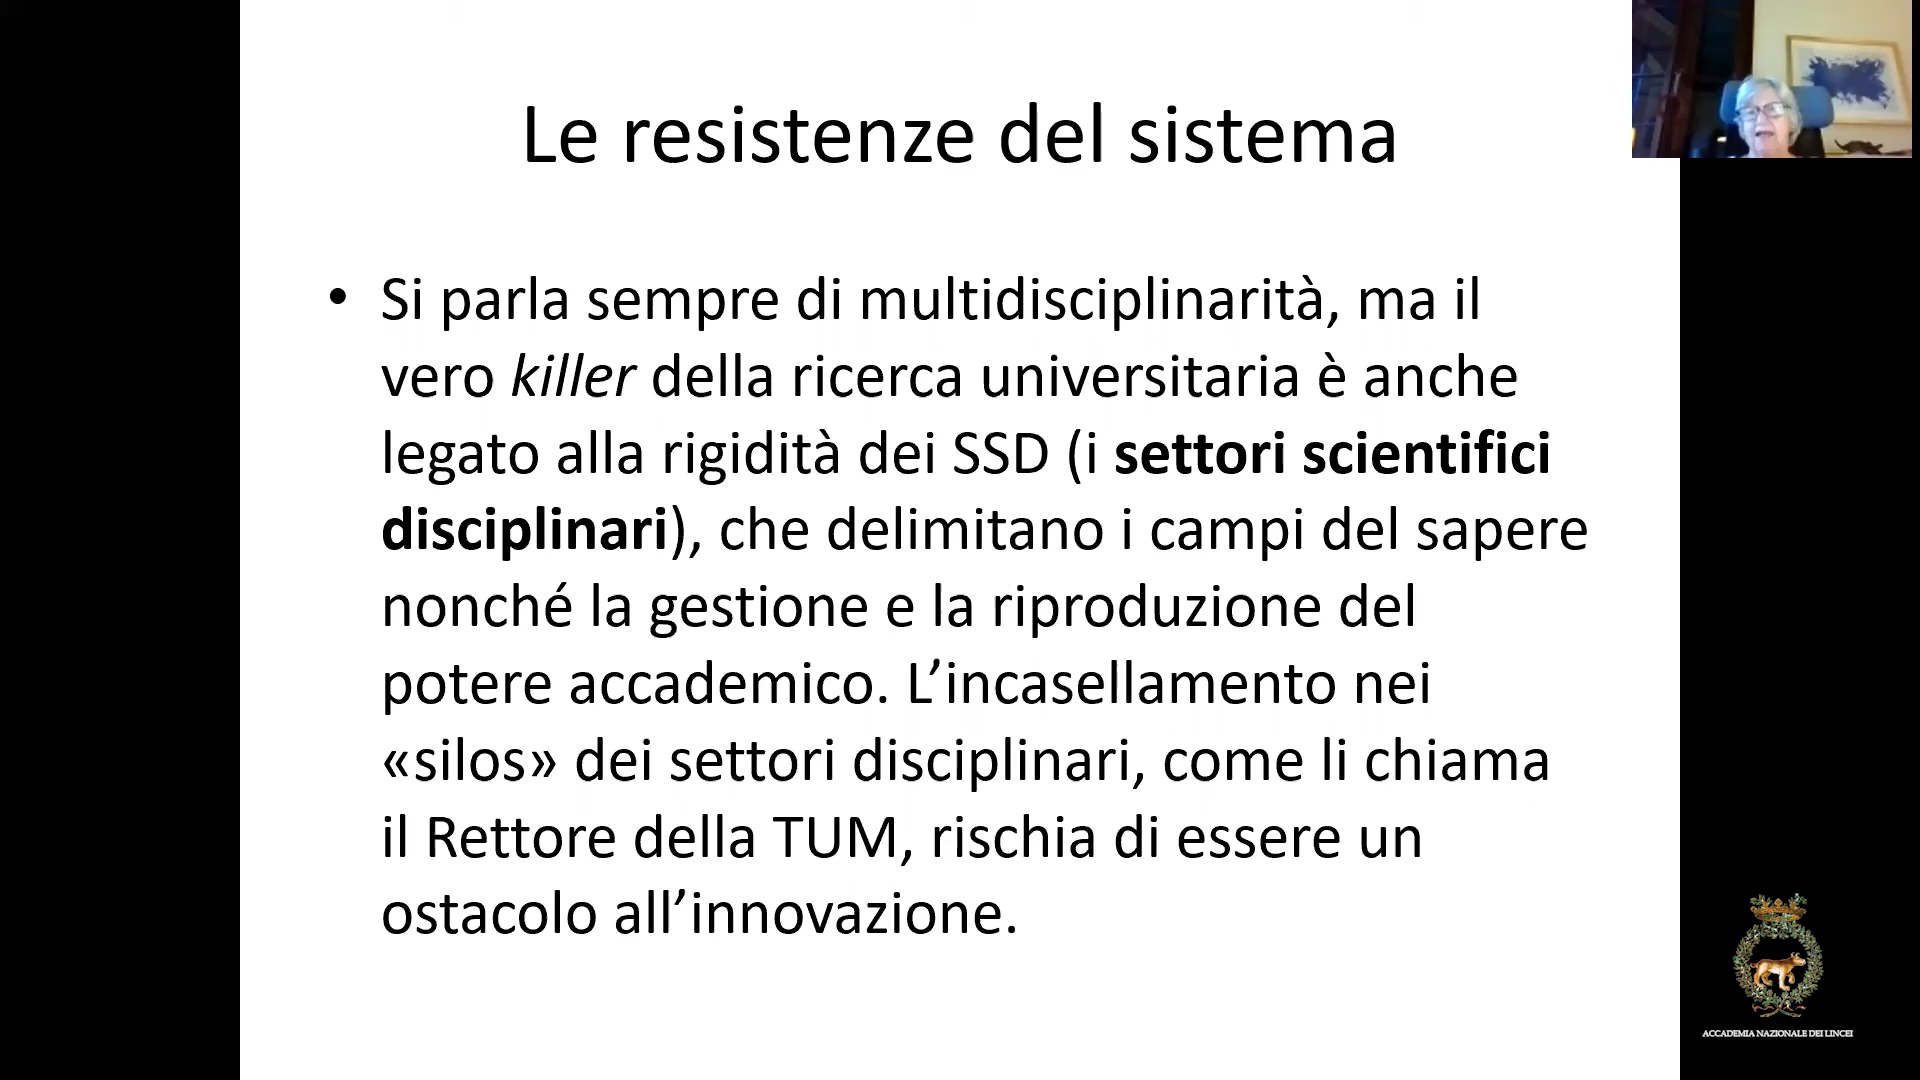 Le resistenze del sistema
• Si parla sempre di multidisciplinarità, ma il
vero killer della ricerca universitaria è anche
legato alla rigidità dei SSD (i settori scientifici
disciplinari), che delimitano i campi del sapere
nonché la gestione e la riproduzione del
potere accademico. L’incasellamento nei
«silos» dei settori disciplinari, come li chiama
il Rettore della TUM, rischia di essere un
ostacolo all’innovazione.
ACCADEMIA NAZIONALE DEI LINCEI